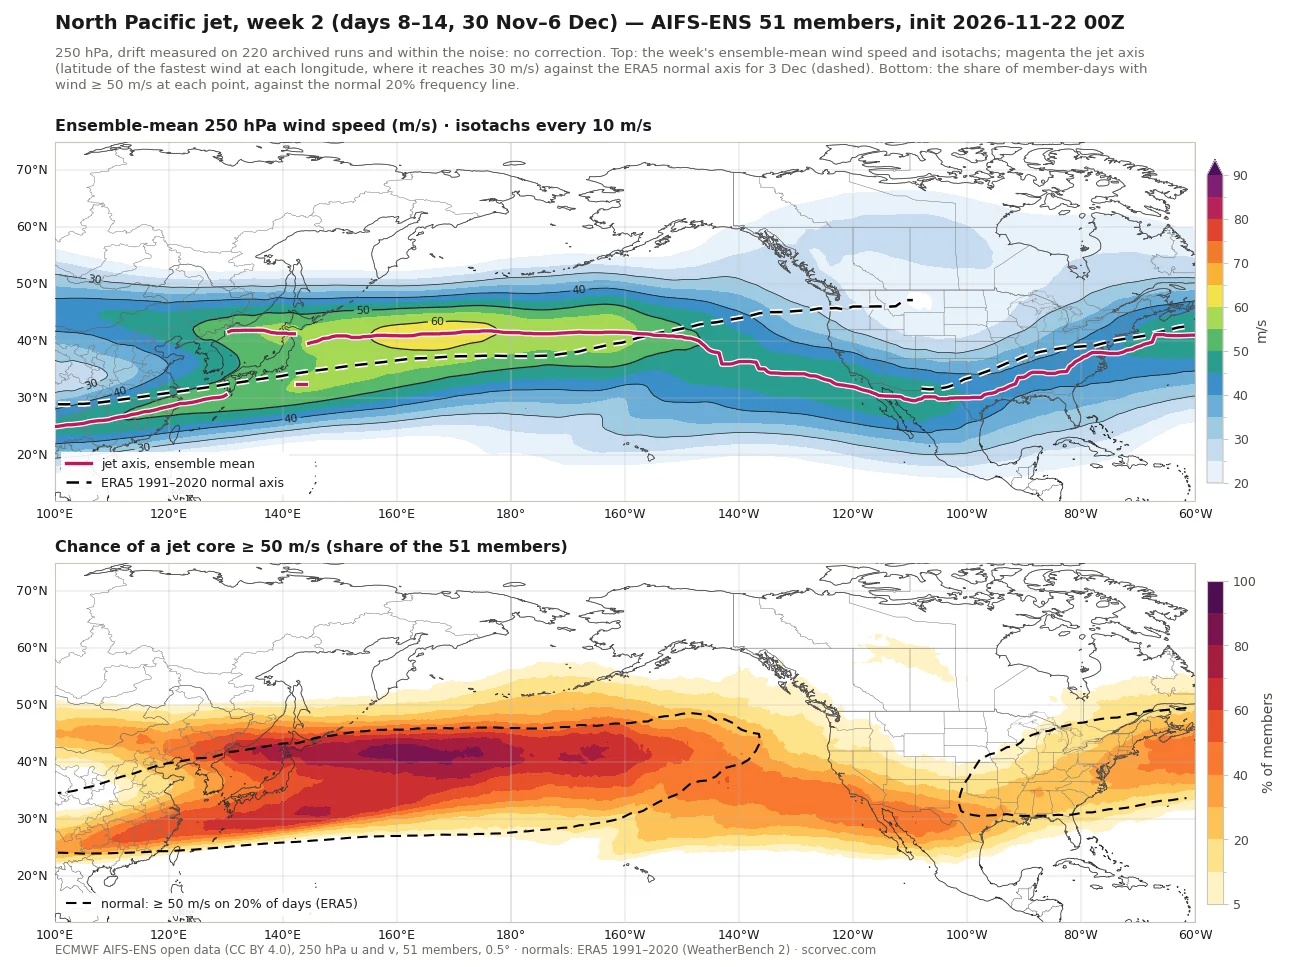 North Pacific jet, week 2 (days 8–14, 30 Nov–6 Dec) — AIFS-ENS 51 members, init 2026-11-22 00Z
250 hPa, drift measured on 220 archived runs and within the noise: no correction. Top: the week's ensemble-mean wind speed and isotachs; magenta the jet axis
(latitude of the fastest wind at each longitude, where it reaches 30 m/s) against the ERA5 normal axis for 3 Dec (dashed). Bottom: the share of member-days with
wind ≥ 50 m/s at each point, against the normal 20% frequency line.
Ensemble-mean 250 hPa wind speed (m/s) · isotachs every 10 m/s
70°N
60°N
50°N
40°N
30°N
20°N
30
40
50
60
30
40
40
30
jet axis, ensemble mean
ERA5 1991–2020 normal axis
100°E 120°E 140°E 160°E 180° 160°W 140°W 120°W 100°W 80°W 60°W
90
80
70
60
50
40
30
20
m/s
Chance of a jet core ≥ 50 m/s (share of the 51 members)
70°N
60°N
50°N
40°N
30°N
20°N
normal: ≥ 50 m/s on 20% of days (ERA5)
100°E 120°E 140°E 160°E 180° 160°W 140°W 120°W 100°W 80°W 60°W
100
80
60
40
20
5
% of members
ECMWF AIFS-ENS open data (CC BY 4.0), 250 hPa u and v, 51 members, 0.5° · normals: ERA5 1991–2020 (WeatherBench 2) · scorvec.com